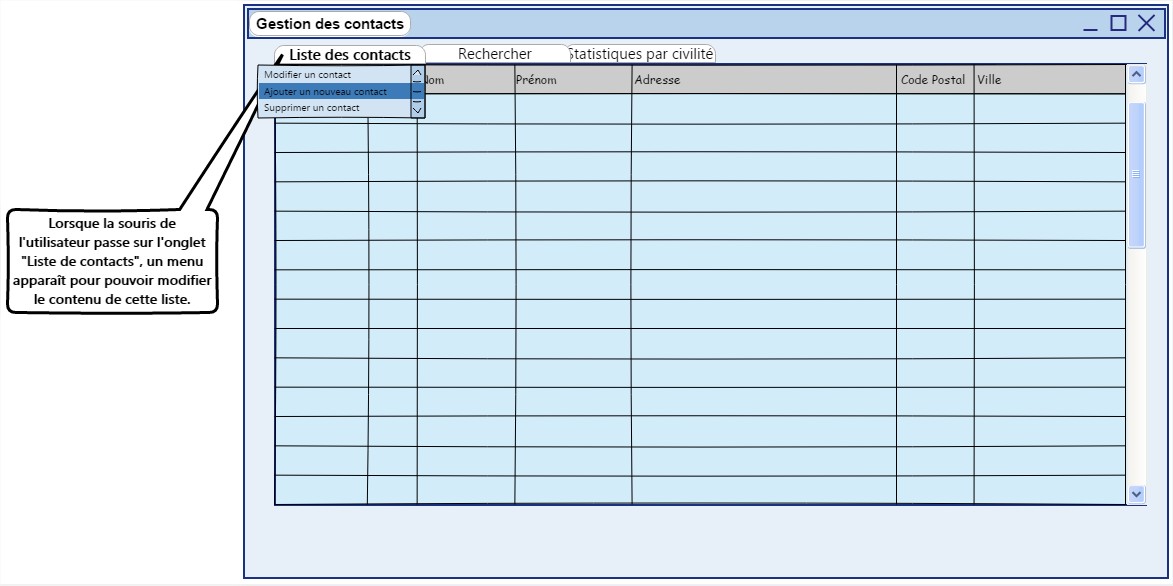 Gestion des contacts
Liste des contacts
Rechercher
Statistiques par civilité
Modifier un contact
Ajouter un nouveau contact
Supprimer un contact
Nom
Prénom
Adresse
Code Postal
Ville
Lorsque la souris de
l'utilisateur passe sur l'onglet
"Liste de contacts", un menu
apparaît pour pouvoir modifier
le contenu de cette liste.